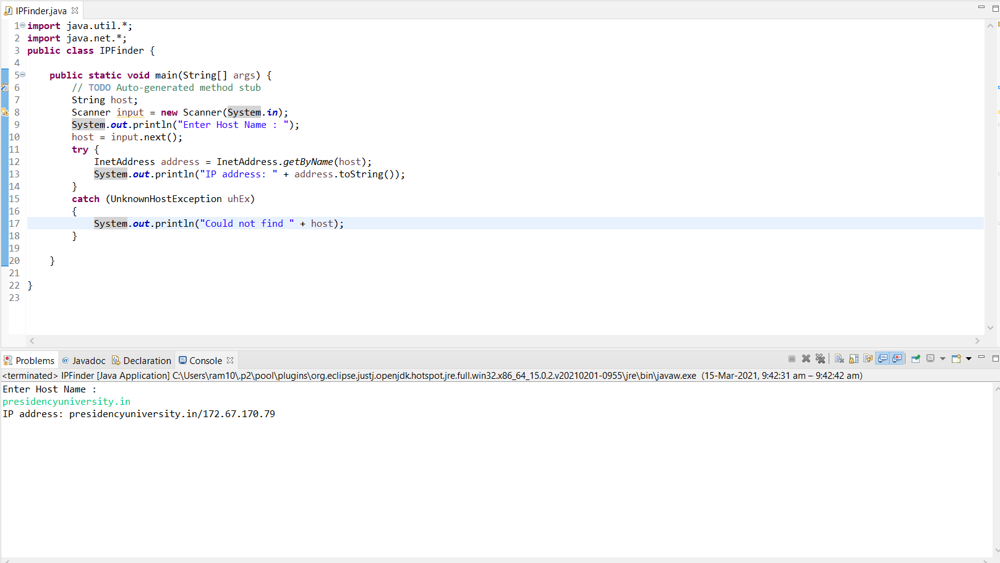 IPFinder.java
1 import java.util.*;
2 import java.net.*;
3 public class IPFinder {
4
5     public static void main(String[] args) {
6         // TODO Auto-generated method stub
7         String host;
8         Scanner input = new Scanner(System.in);
9         System.out.println("Enter Host Name : ");
10         host = input.next();
11         try {
12             InetAddress address = InetAddress.getByName(host);
13             System.out.println("IP address: " + address.toString());
14         }
15         catch (UnknownHostException uhEx)
16         {
17             System.out.println("Could not find " + host);
18         }
19
20     }
21
22 }
23
Problems @ Javadoc Declaration Console
<terminated> IPFinder [Java Application] C:\Users\ram10\.p2\pool\plugins\org.eclipse.justj.openjdk.hotspot.jre.full.win32.x86_64_15.0.2.v20210201-0955\jre\bin\javaw.exe (15-Mar-2021, 9:42:31 am – 9:42:42 am)
Enter Host Name :
presidencyuniversity.in
IP address: presidencyuniversity.in/172.67.170.79